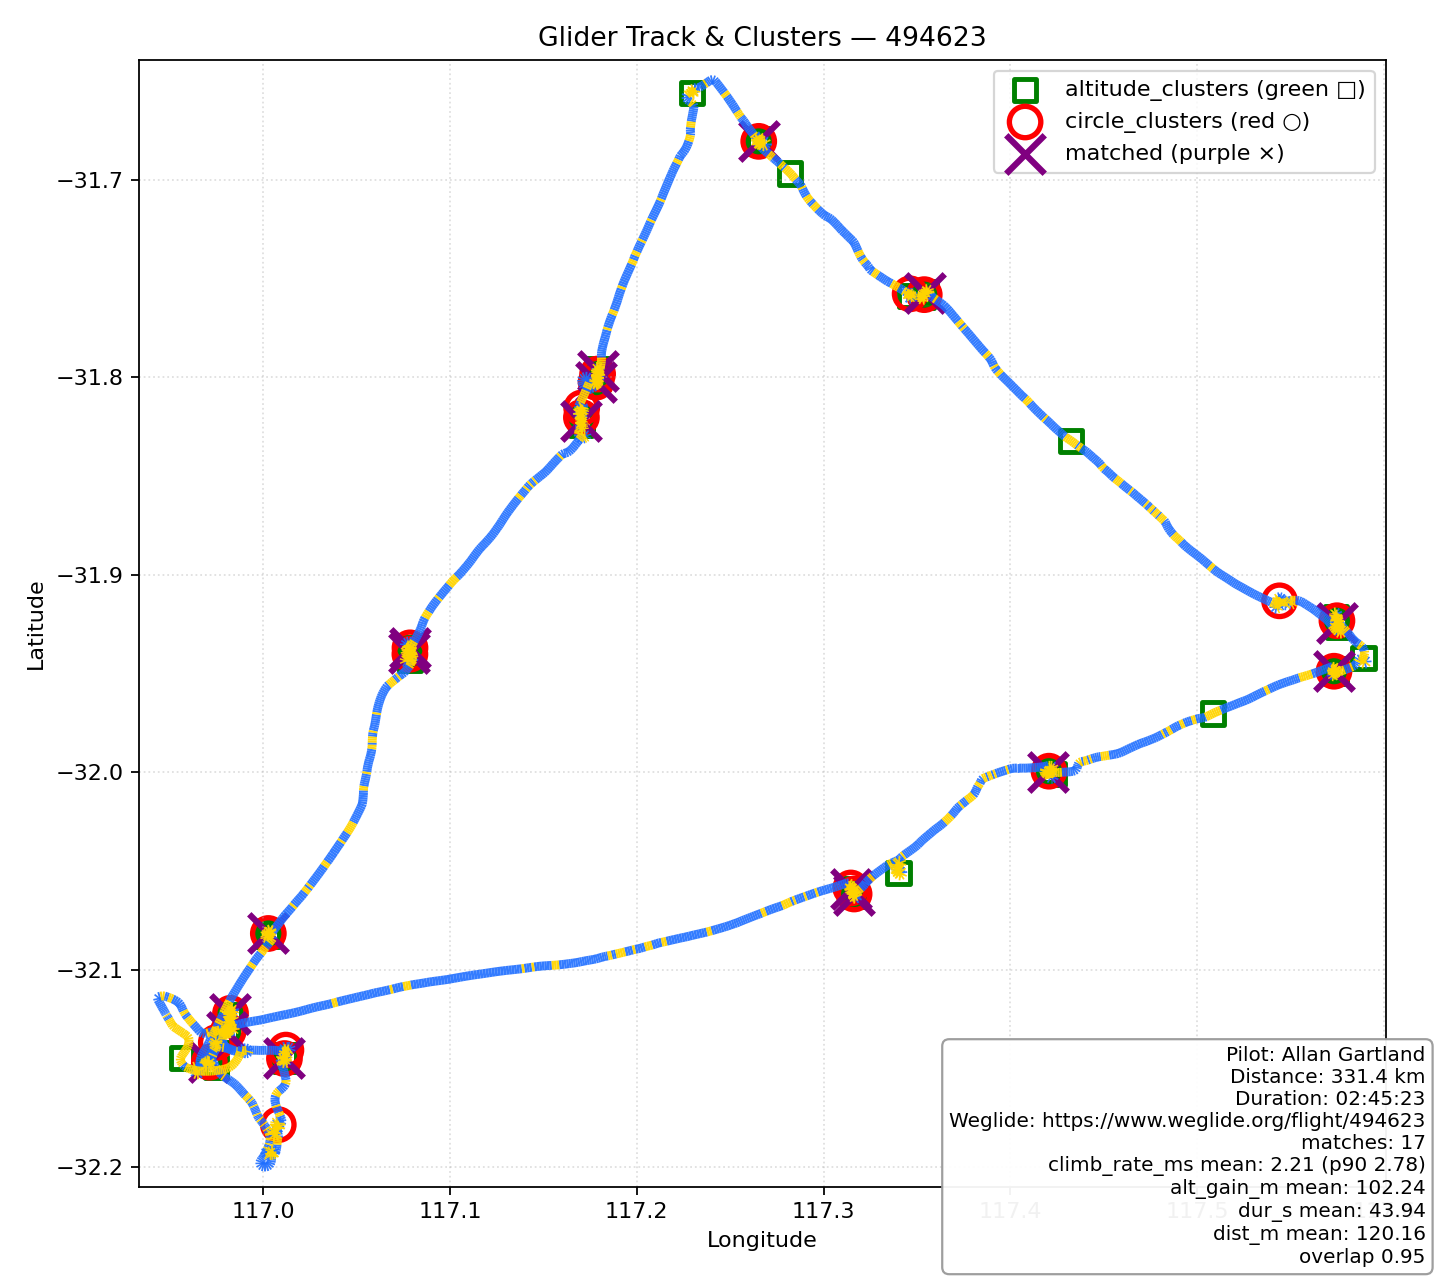 Glider Track & Clusters — 494623
altitude_clusters (green □)
circle_clusters (red ○)
matched (purple ×)
−31.7
−31.8
−31.9
−32.0
−32.1
−32.2
Latitude
117.0
117.1
117.2
117.3
117.4
117.5
Longitude
Pilot: Allan Gartland
Distance: 331.4 km
Duration: 02:45:23
Weglide: https://www.weglide.org/flight/494623
matches: 17
climb_rate_ms mean: 2.21 (p90 2.78)
alt_gain_m mean: 102.24
dur_s mean: 43.94
dist_m mean: 120.16
overlap 0.95